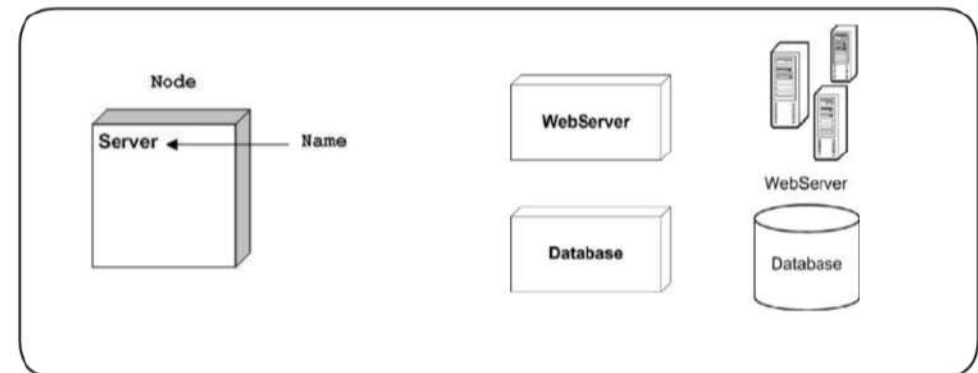 Node
Server
Name
WebServer
Database
WebServer
Database